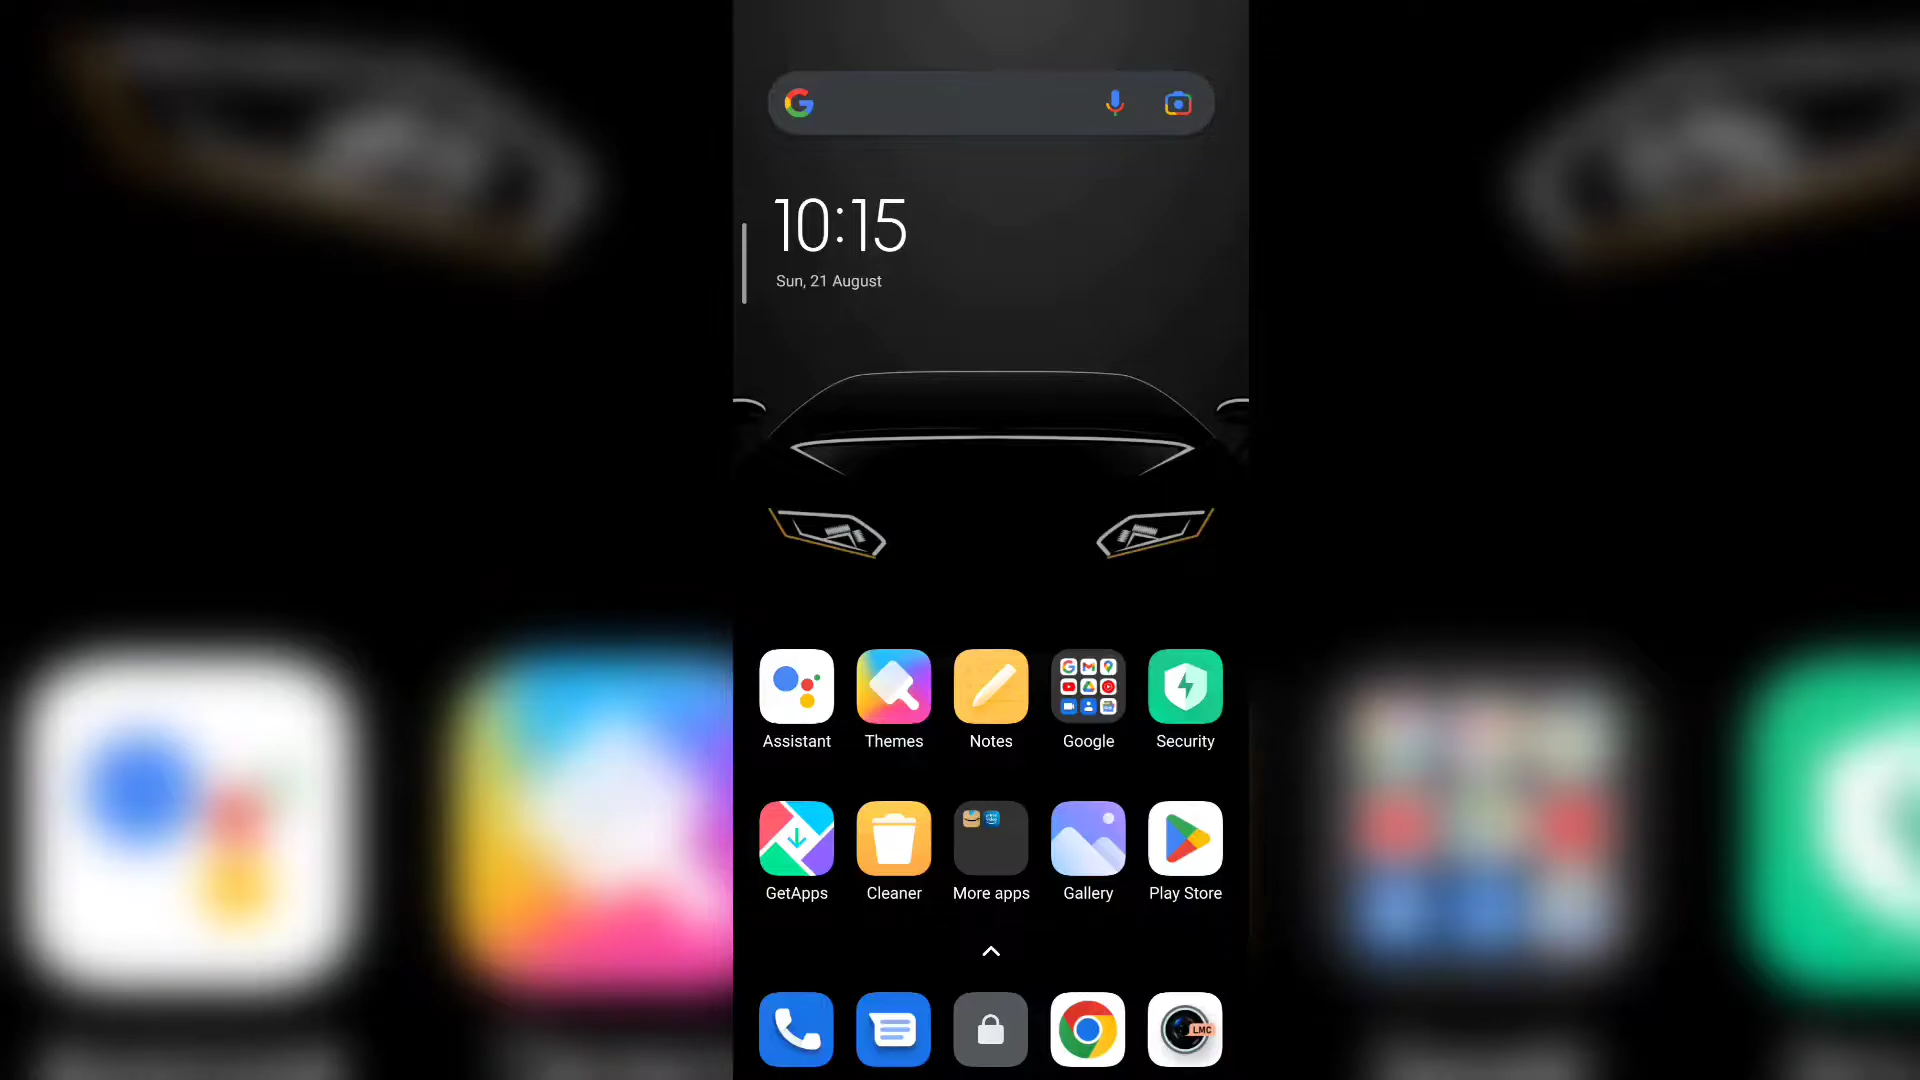 10:15
Sun, 21 August
Assistant
Themes
Notes
Google
Security
GetApps
Cleaner
More apps
Gallery
Play Store
LMC